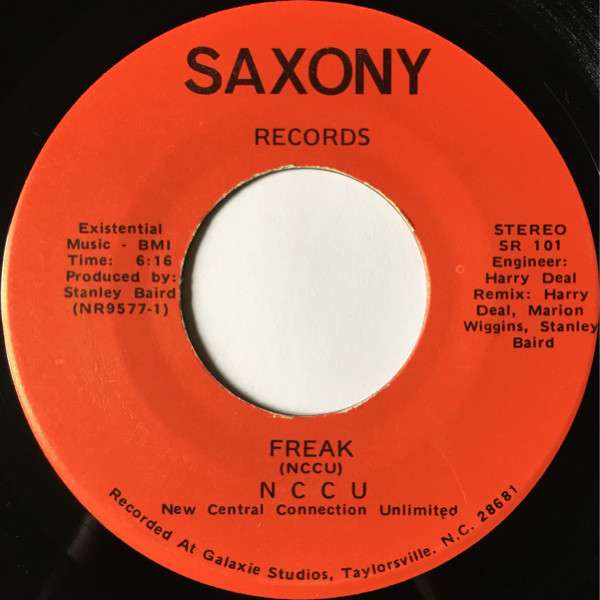 SAXONY
RECORDS
Existential
Music - BMI
Time: 6:16
Produced by:
Stanley Baird
(NR9577-1)
STEREO
SR 101
Engineer:
Harry Deal
Remix: Harry
Deal, Marion
Wiggins, Stanley
Baird
FREAK
(NCCU)
N C C U
New Central Connection Unlimited
Recorded At Galaxie Studios, Taylorsville, N.C. 28681